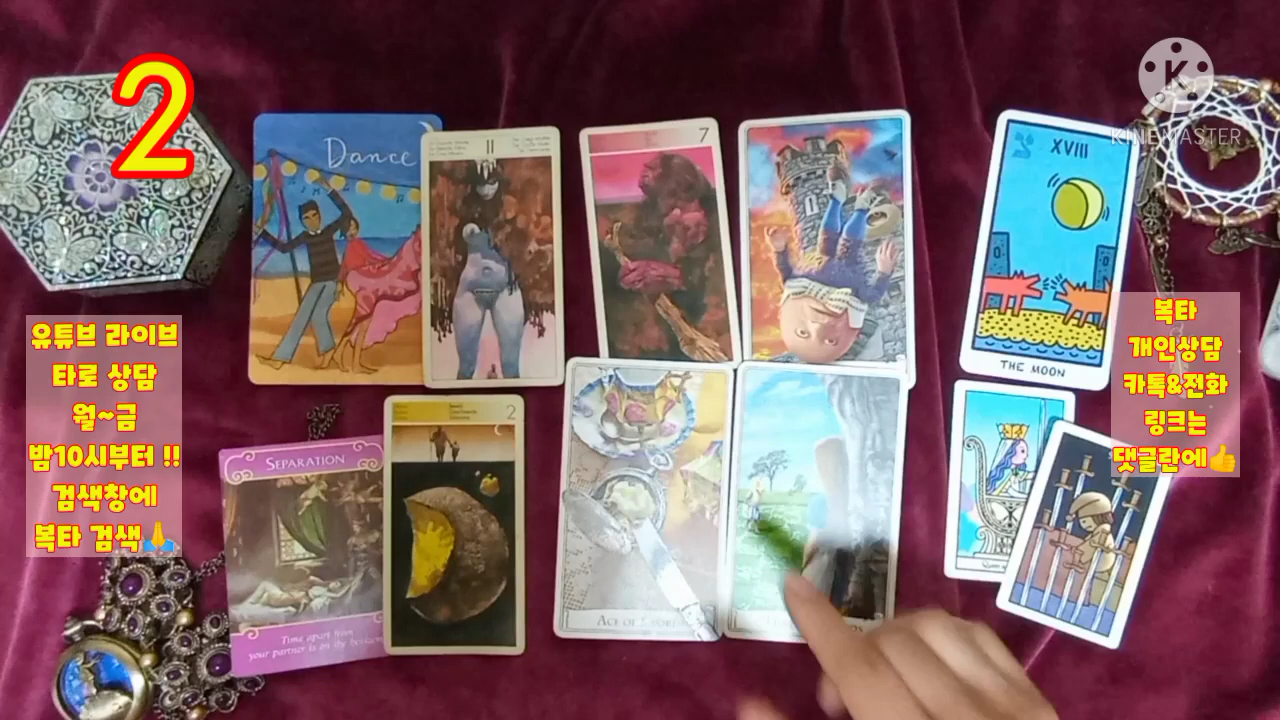 2
유튜브 라이브
타로 상담
월~금
밤10시부터 !!
검색창에
복타 검색🙏
Dance
II
7
XVIII
THE MOON
KINEMASTER
복타
개인상담
카톡&전화
링크는
댓글란에👍
SEPARATION
Time apart from
your partner is on the
2
ACE OF